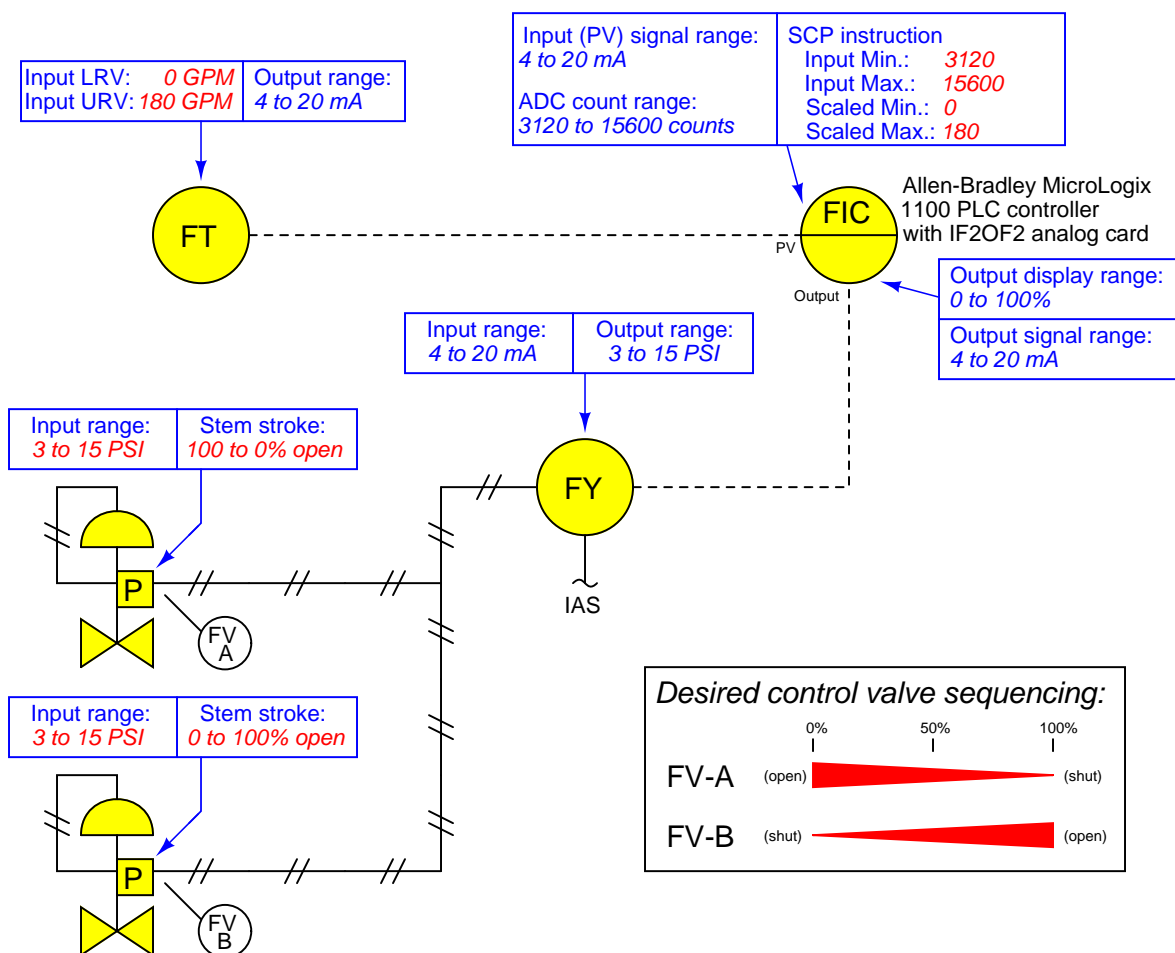 Input LRV: 0 GPM
Input URV: 180 GPM
Output range:
4 to 20 mA
Input (PV) signal range:
4 to 20 mA
ADC count range:
3120 to 15600 counts
SCP instruction
Input Min.: 3120
Input Max.: 15600
Scaled Min.: 0
Scaled Max.: 180
FT
FIC
PV
Output
Allen-Bradley MicroLogix
1100 PLC controller
with IF2OF2 analog card
Output display range:
0 to 100%
Output signal range:
4 to 20 mA
Input range:
4 to 20 mA
Output range:
3 to 15 PSI
FY
IAS
Input range:
3 to 15 PSI
Stem stroke:
100 to 0% open
P
FV
A
Input range:
3 to 15 PSI
Stem stroke:
0 to 100% open
P
FV
B
Desired control valve sequencing:
0% 50% 100%
FV-A (open) (shut)
FV-B (shut) (open)